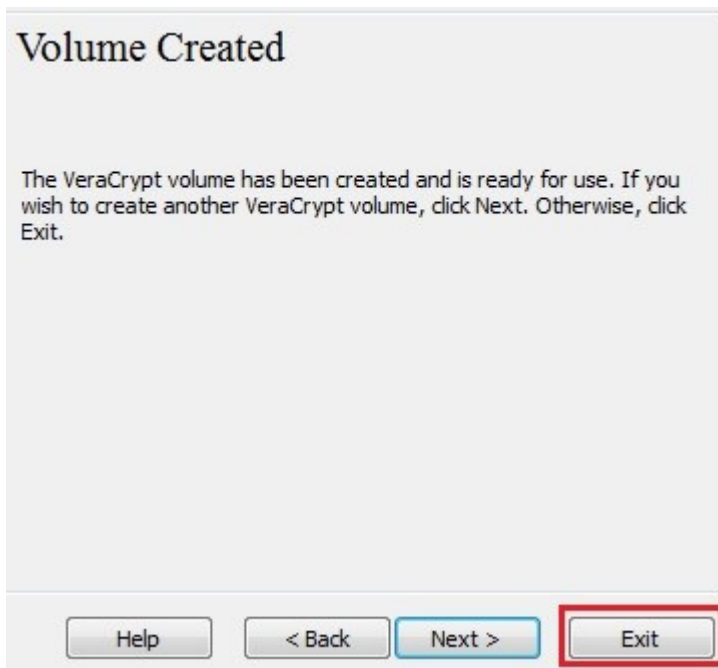 Volume Created
The VeraCrypt volume has been created and is ready for use. If you
wish to create another VeraCrypt volume, click Next. Otherwise, click
Exit.
Help
< Back
Next >
Exit